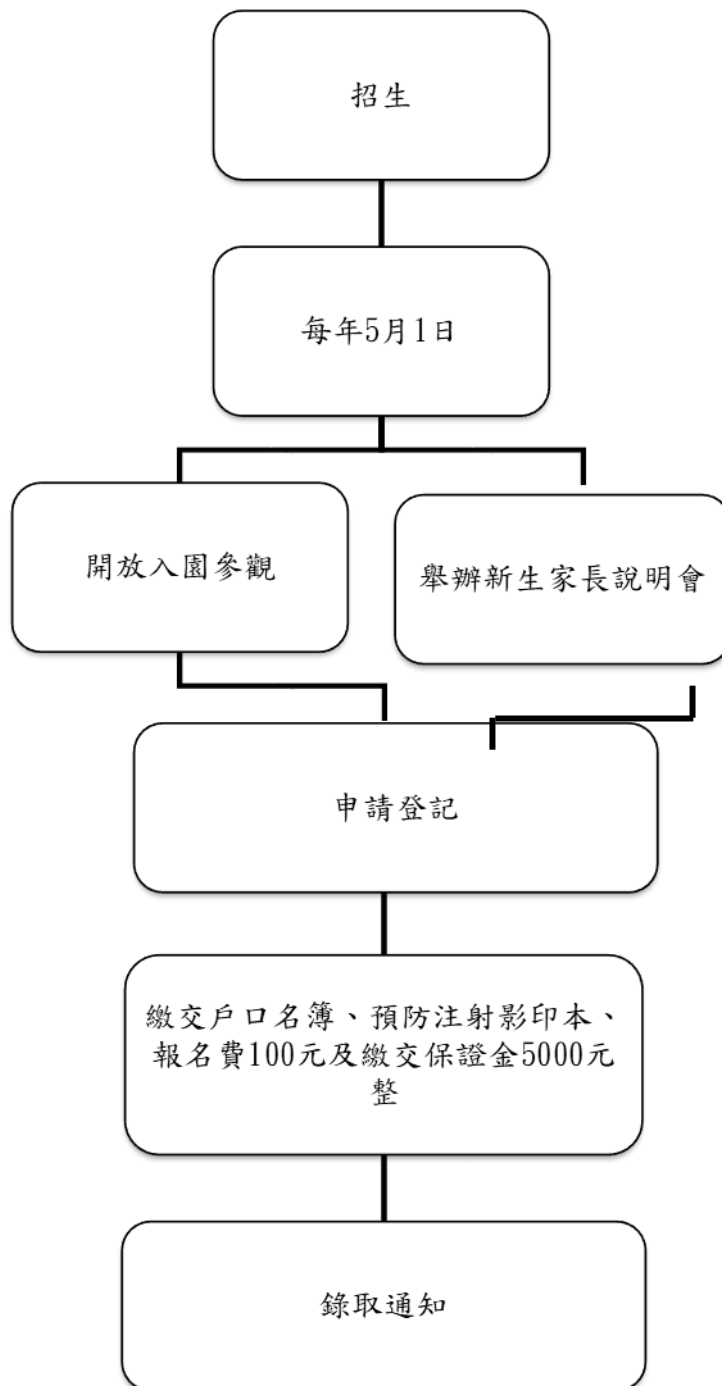 招生
每年5月1日
開放入園參觀
舉辦新生家長說明會
申請登記
繳交戶口名簿、預防注射影印本、
報名費100元及繳交保證金5000元
整
錄取通知